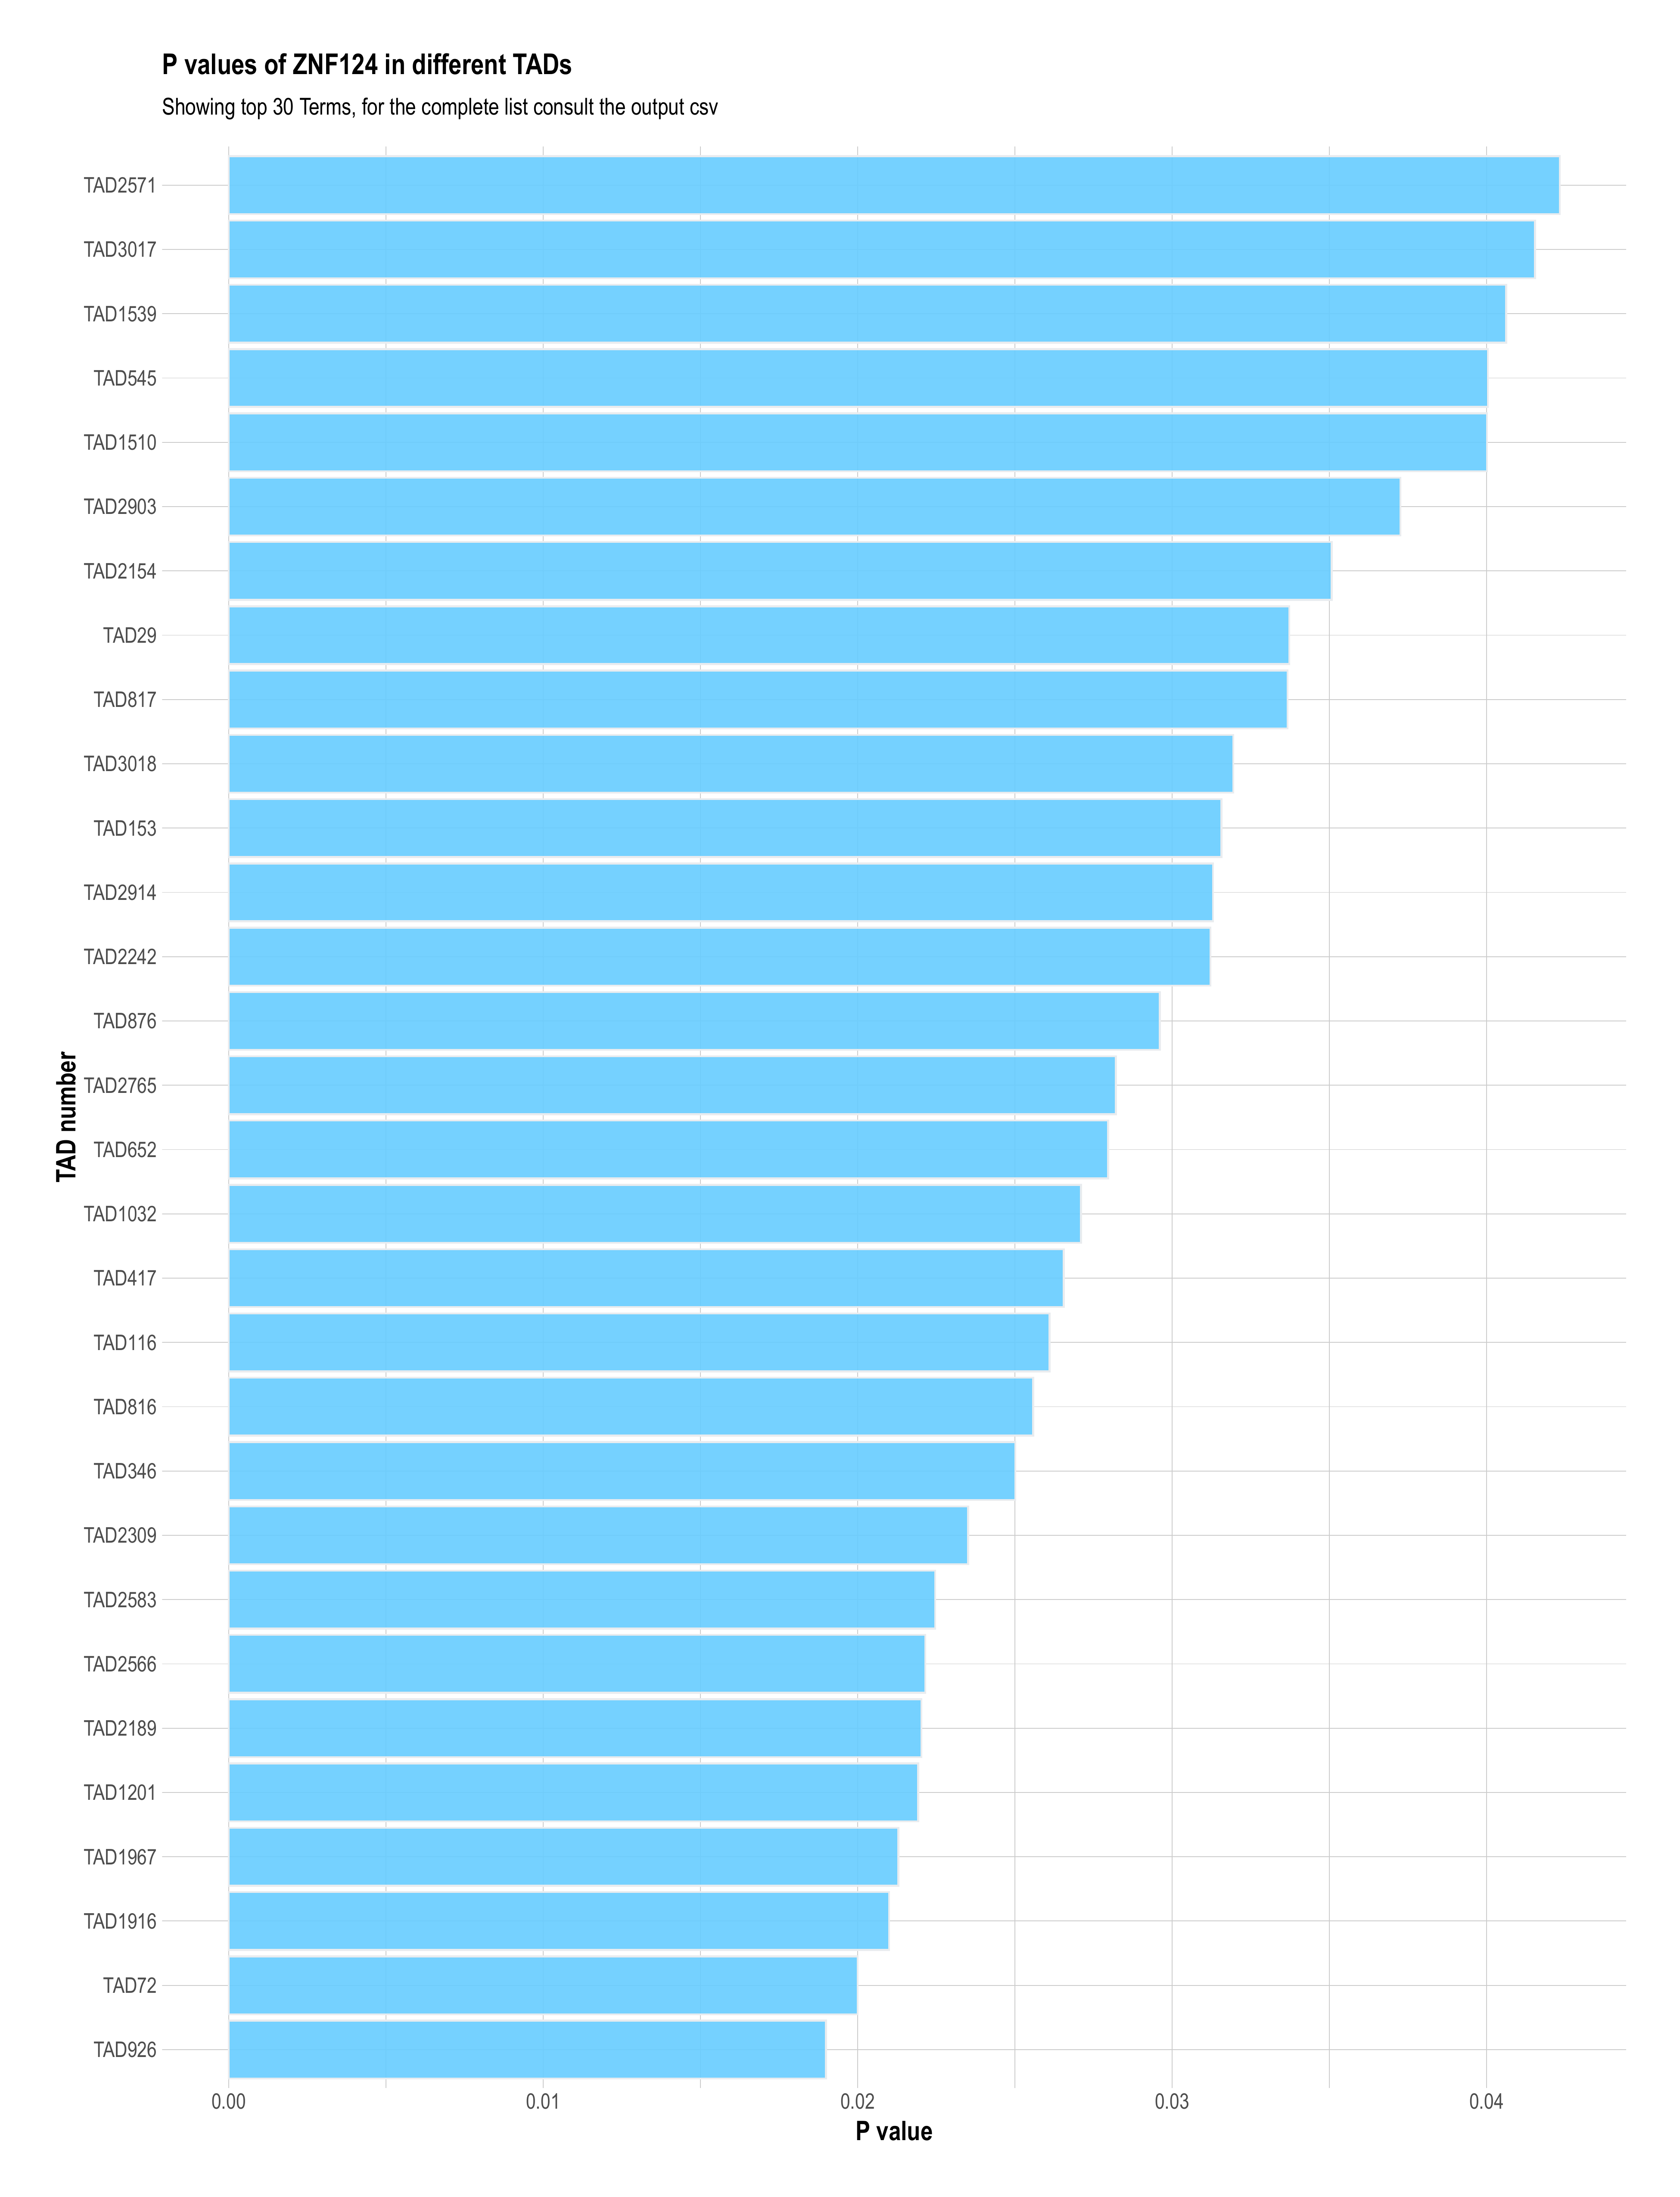 P values of ZNF124 in different TADs
Showing top 30 Terms, for the complete list consult the output csv
TAD2571
TAD3017
TAD1539
TAD545
TAD1510
TAD2903
TAD2154
TAD29
TAD817
TAD3018
TAD153
TAD2914
TAD2242
TAD876
TAD2765
TAD652
TAD1032
TAD417
TAD116
TAD816
TAD346
TAD2309
TAD2583
TAD2566
TAD2189
TAD1201
TAD1967
TAD1916
TAD72
TAD926
TAD number
0.00 0.01 0.02 0.03 0.04
P value